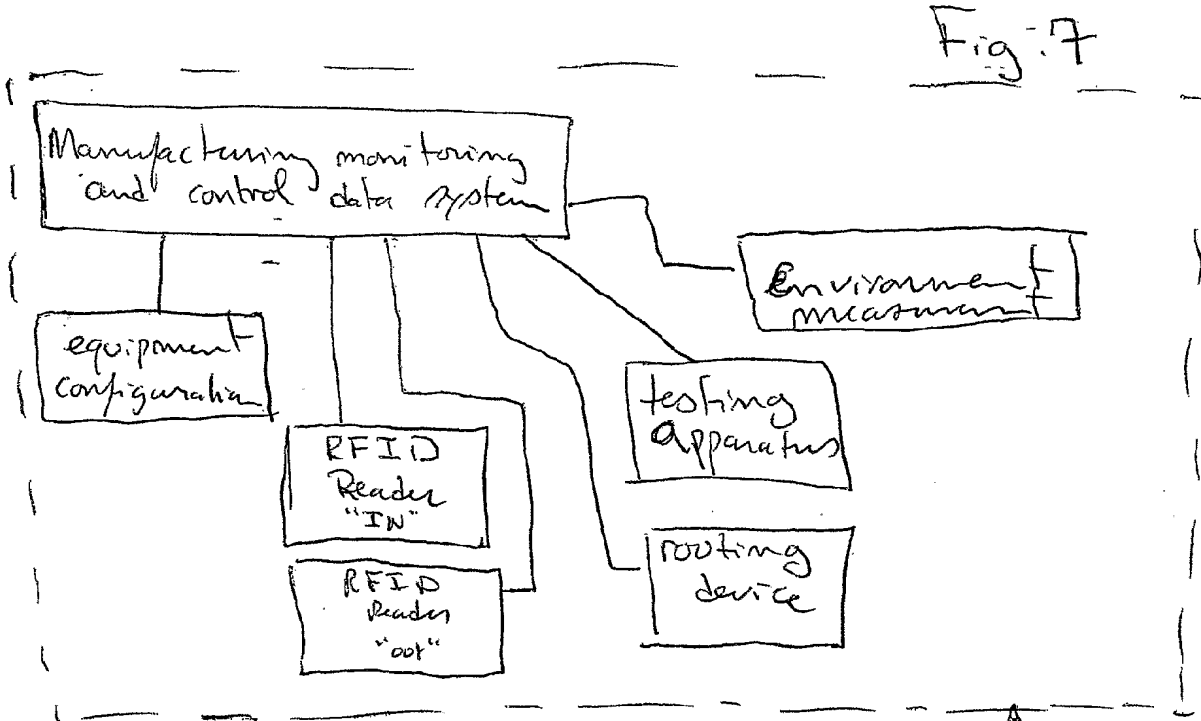 Fig. 7
Manufacturing monitoring
and control data system
Environment
measurment
equipment
configuration
testing
apparatus
RFID
Reader
"IN"
routing
device
RFID
Reader
"out"